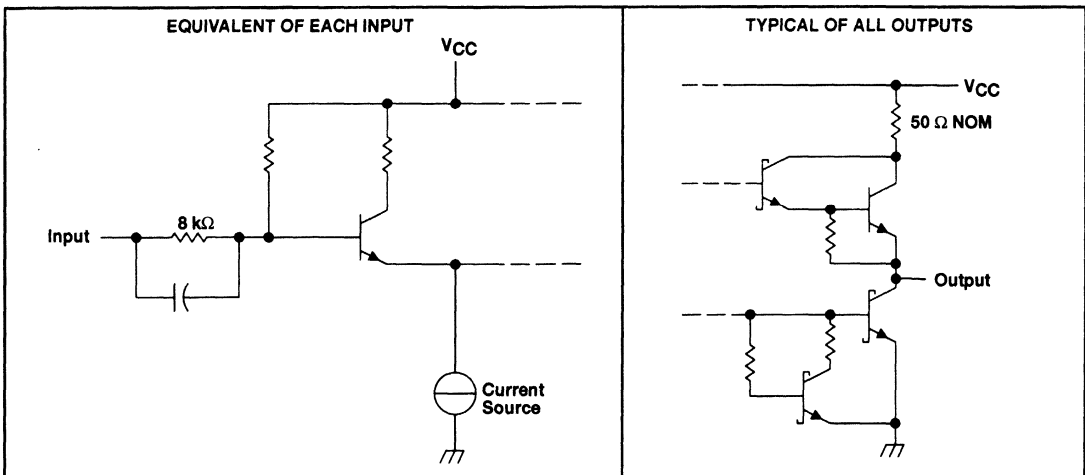 EQUIVALENT OF EACH INPUT
VCC
8 kΩ
Input
Current
Source
TYPICAL OF ALL OUTPUTS
VCC
50 Ω NOM
Output